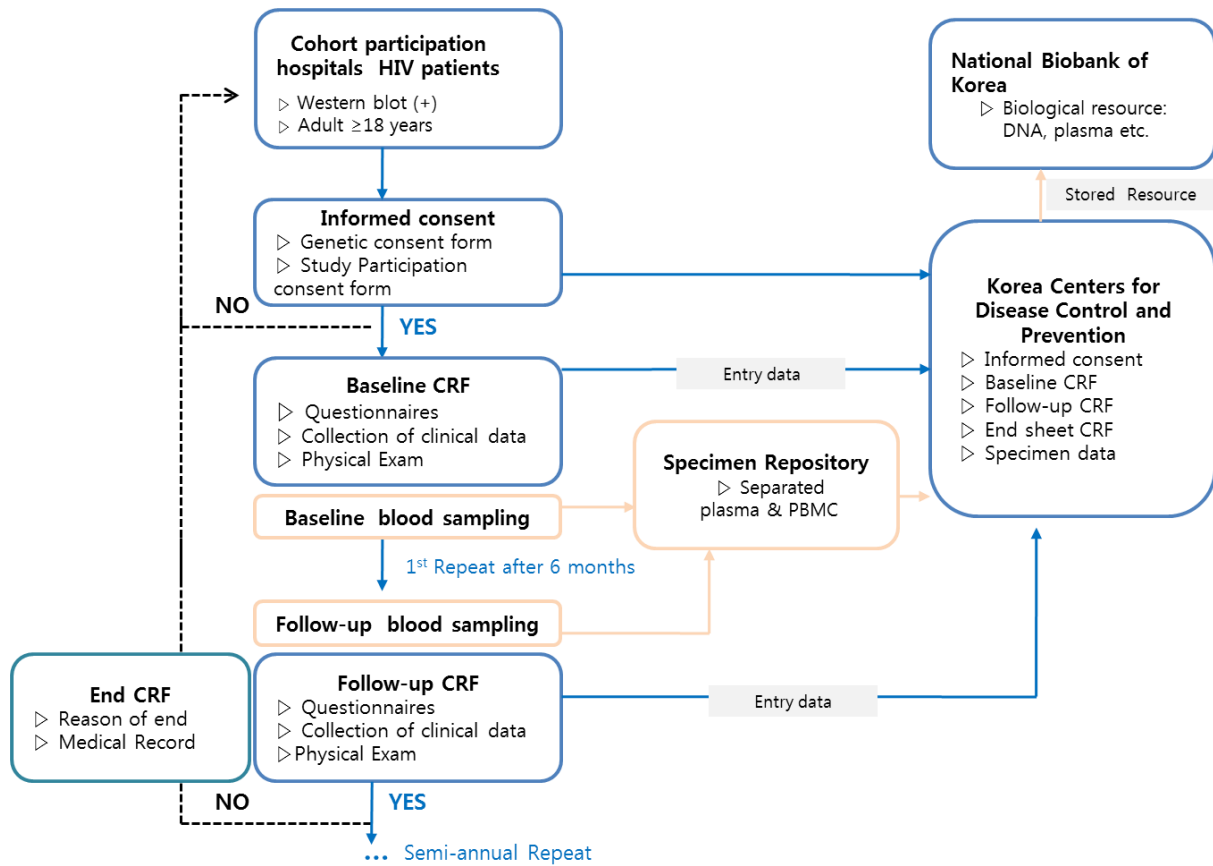 Cohort participation
hospitals HIV patients
▷ Western blot (+)
▷ Adult ≥18 years
National Biobank of
Korea
▷ Biological resource:
DNA, plasma etc.
Stored Resource
Informed consent
▷ Genetic consent form
▷ Study Participation
consent form
NO
YES
Korea Centers for
Disease Control and
Prevention
▷ Informed consent
▷ Baseline CRF
▷ Follow-up CRF
▷ End sheet CRF
▷ Specimen data
Baseline CRF
▷ Questionnaires
▷ Collection of clinical data
▷ Physical Exam
Entry data
Specimen Repository
▷ Separated
plasma & PBMC
Baseline blood sampling
1st Repeat after 6 months
Follow-up blood sampling
End CRF
▷ Reason of end
▷ Medical Record
Follow-up CRF
▷ Questionnaires
▷ Collection of clinical data
▷Physical Exam
Entry data
NO
YES
... Semi-annual Repeat